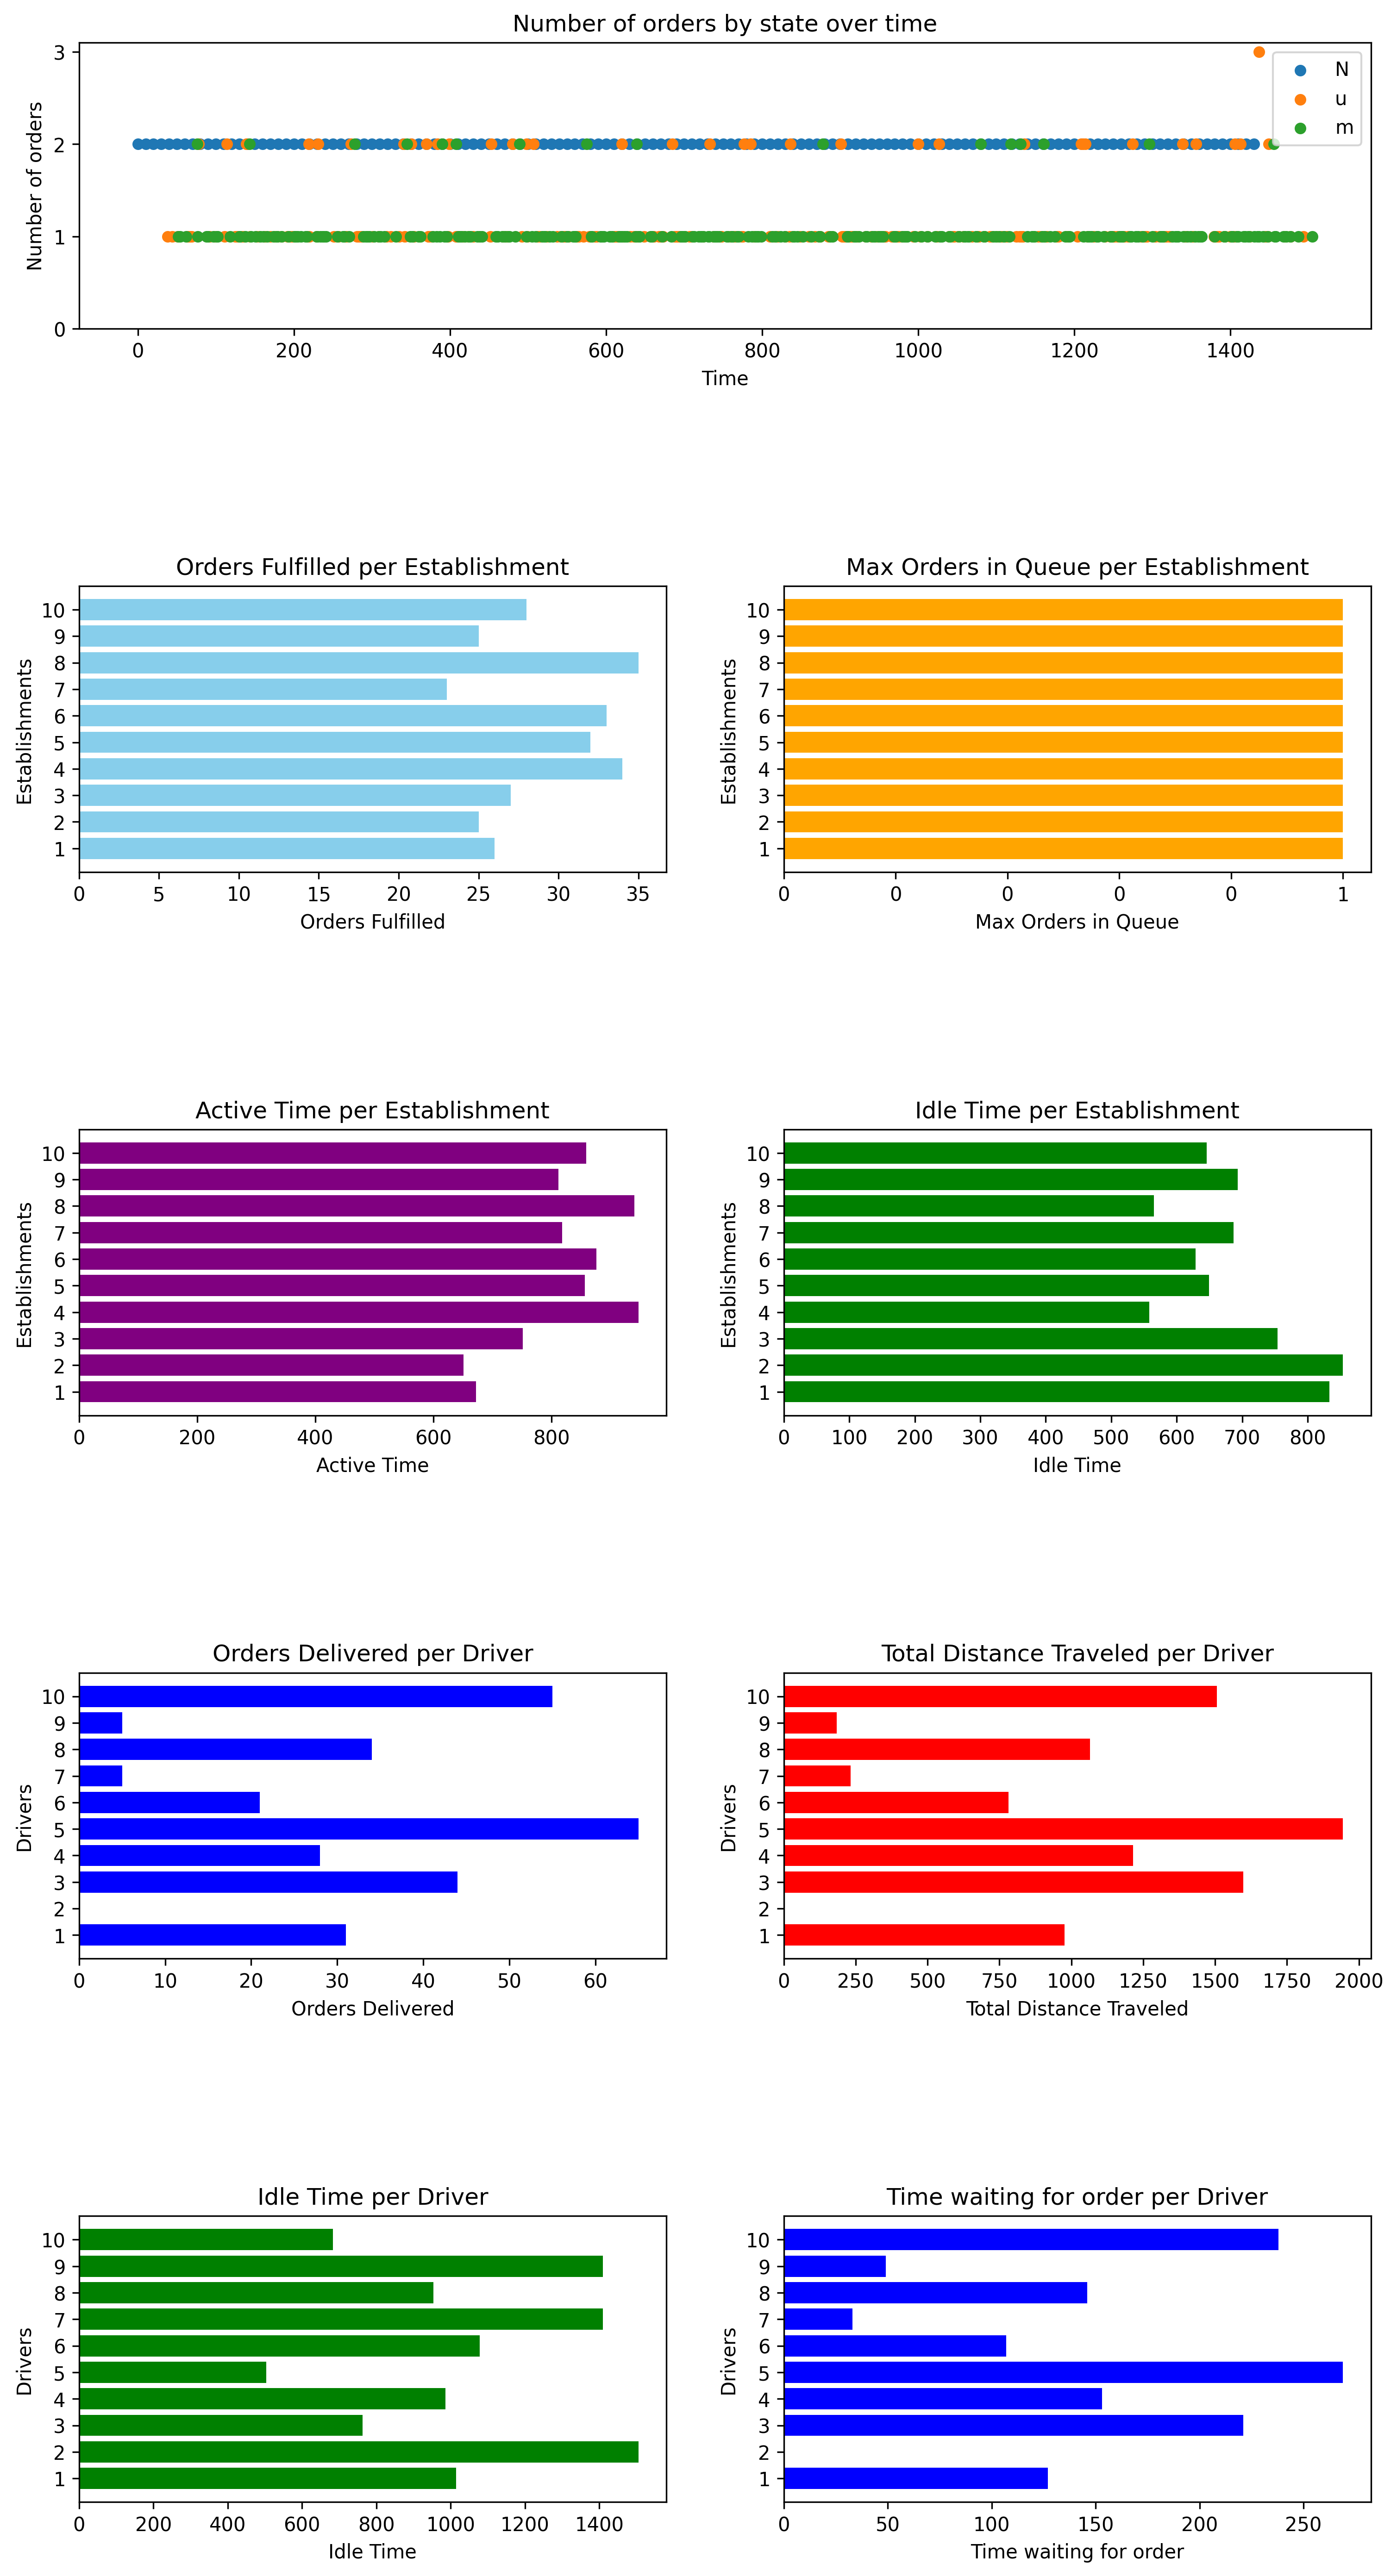 Number of orders by state over time
Number of orders
3
2
1
0
N
u
m
0 200 400 600 800 1000 1200 1400
Time
Orders Fulfilled per Establishment
Establishments
10
9
8
7
6
5
4
3
2
1
0 5 10 15 20 25 30 35
Orders Fulfilled
Max Orders in Queue per Establishment
Establishments
10
9
8
7
6
5
4
3
2
1
0 0 0 0 0 1
Max Orders in Queue
Active Time per Establishment
Establishments
10
9
8
7
6
5
4
3
2
1
0 200 400 600 800
Active Time
Idle Time per Establishment
Establishments
10
9
8
7
6
5
4
3
2
1
0 100 200 300 400 500 600 700 800
Idle Time
Orders Delivered per Driver
Drivers
10
9
8
7
6
5
4
3
2
1
0 10 20 30 40 50 60
Orders Delivered
Total Distance Traveled per Driver
Drivers
10
9
8
7
6
5
4
3
2
1
0 250 500 750 1000 1250 1500 1750 2000
Total Distance Traveled
Idle Time per Driver
Drivers
10
9
8
7
6
5
4
3
2
1
0 200 400 600 800 1000 1200 1400
Idle Time
Time waiting for order per Driver
Drivers
10
9
8
7
6
5
4
3
2
1
0 50 100 150 200 250
Time waiting for order